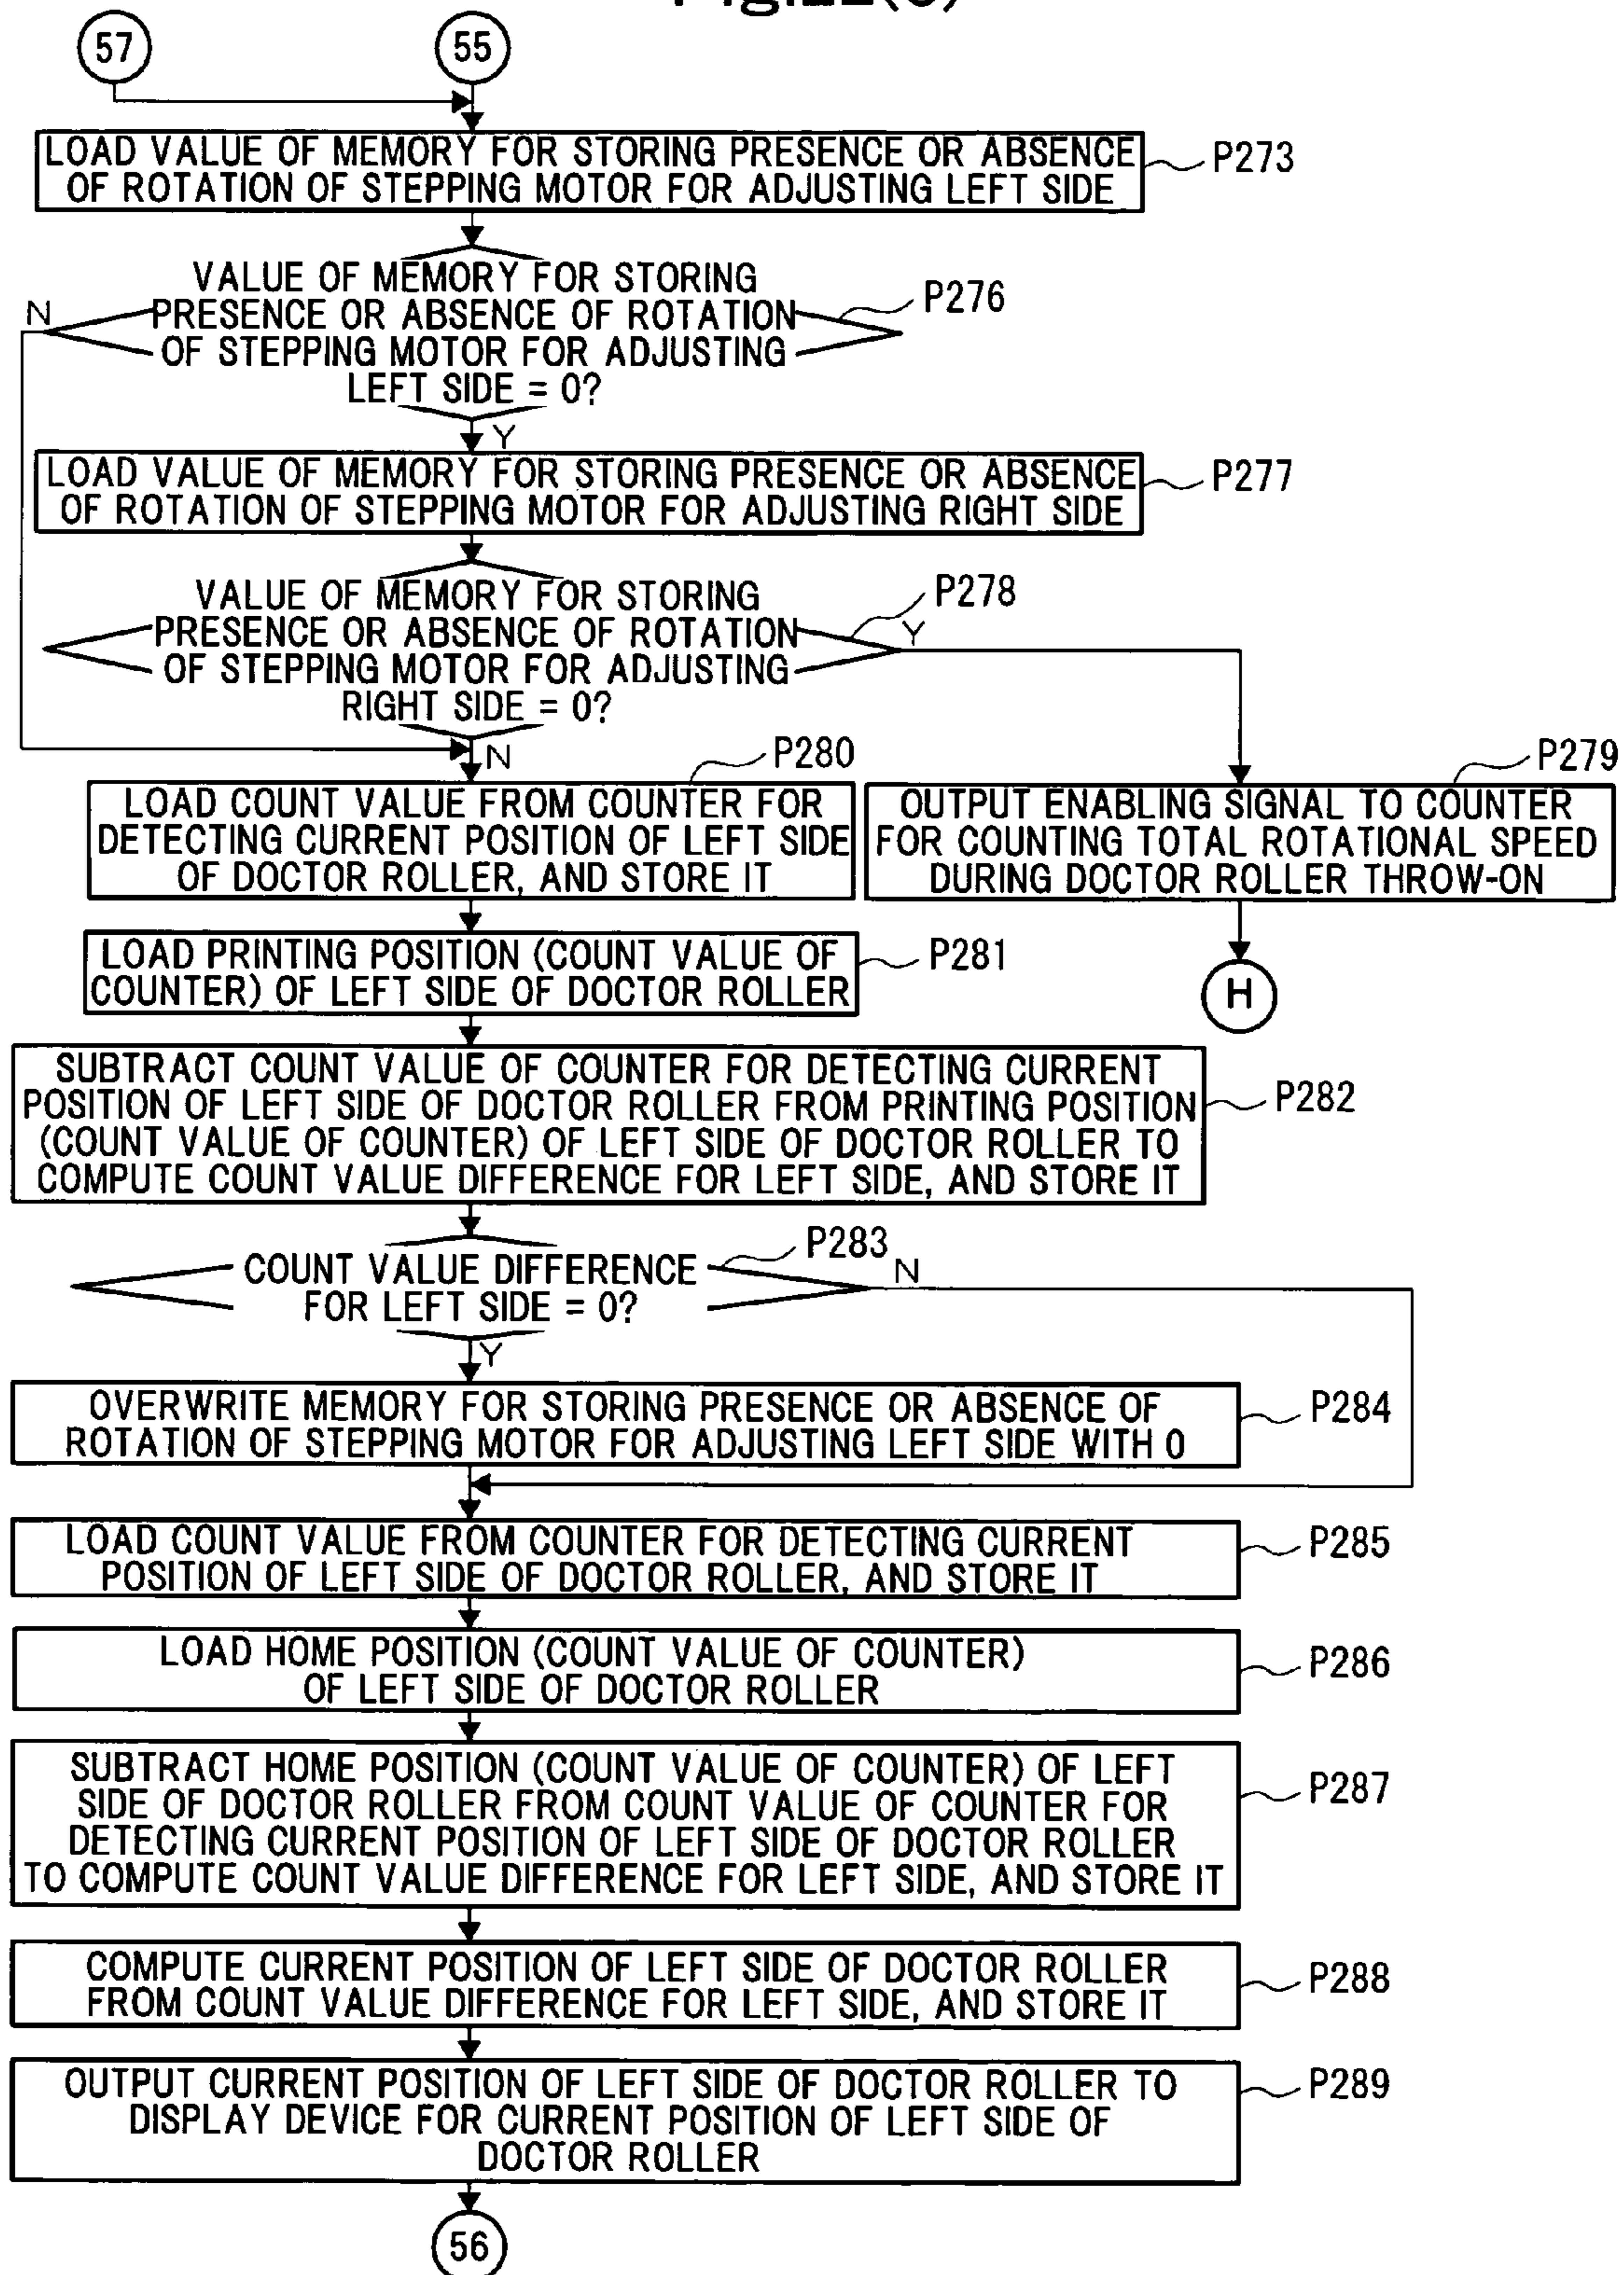 57
55
LOAD VALUE OF MEMORY FOR STORING PRESENCE OR ABSENCE
OF ROTATION OF STEPPING MOTOR FOR ADJUSTING LEFT SIDE
P273
VALUE OF MEMORY FOR STORING
PRESENCE OR ABSENCE OF ROTATION
OF STEPPING MOTOR FOR ADJUSTING
LEFT SIDE = 0?
P276
N
Y
LOAD VALUE OF MEMORY FOR STORING PRESENCE OR ABSENCE
OF ROTATION OF STEPPING MOTOR FOR ADJUSTING RIGHT SIDE
P277
VALUE OF MEMORY FOR STORING
PRESENCE OR ABSENCE OF ROTATION
OF STEPPING MOTOR FOR ADJUSTING
RIGHT SIDE = 0?
P278
Y
N
P280
LOAD COUNT VALUE FROM COUNTER FOR
DETECTING CURRENT POSITION OF LEFT SIDE
OF DOCTOR ROLLER, AND STORE IT
P279
OUTPUT ENABLING SIGNAL TO COUNTER
FOR COUNTING TOTAL ROTATIONAL SPEED
DURING DOCTOR ROLLER THROW-ON
H
LOAD PRINTING POSITION (COUNT VALUE OF
COUNTER) OF LEFT SIDE OF DOCTOR ROLLER
P281
SUBTRACT COUNT VALUE OF COUNTER FOR DETECTING CURRENT
POSITION OF LEFT SIDE OF DOCTOR ROLLER FROM PRINTING POSITION
(COUNT VALUE OF COUNTER) OF LEFT SIDE OF DOCTOR ROLLER TO
COMPUTE COUNT VALUE DIFFERENCE FOR LEFT SIDE, AND STORE IT
P282
COUNT VALUE DIFFERENCE
FOR LEFT SIDE = 0?
P283
N
Y
OVERWRITE MEMORY FOR STORING PRESENCE OR ABSENCE OF
ROTATION OF STEPPING MOTOR FOR ADJUSTING LEFT SIDE WITH 0
P284
LOAD COUNT VALUE FROM COUNTER FOR DETECTING CURRENT
POSITION OF LEFT SIDE OF DOCTOR ROLLER, AND STORE IT
P285
LOAD HOME POSITION (COUNT VALUE OF COUNTER)
OF LEFT SIDE OF DOCTOR ROLLER
P286
SUBTRACT HOME POSITION (COUNT VALUE OF COUNTER) OF LEFT
SIDE OF DOCTOR ROLLER FROM COUNT VALUE OF COUNTER FOR
DETECTING CURRENT POSITION OF LEFT SIDE OF DOCTOR ROLLER
TO COMPUTE COUNT VALUE DIFFERENCE FOR LEFT SIDE, AND STORE IT
P287
COMPUTE CURRENT POSITION OF LEFT SIDE OF DOCTOR ROLLER
FROM COUNT VALUE DIFFERENCE FOR LEFT SIDE, AND STORE IT
P288
OUTPUT CURRENT POSITION OF LEFT SIDE OF DOCTOR ROLLER TO
DISPLAY DEVICE FOR CURRENT POSITION OF LEFT SIDE OF
DOCTOR ROLLER
P289
56